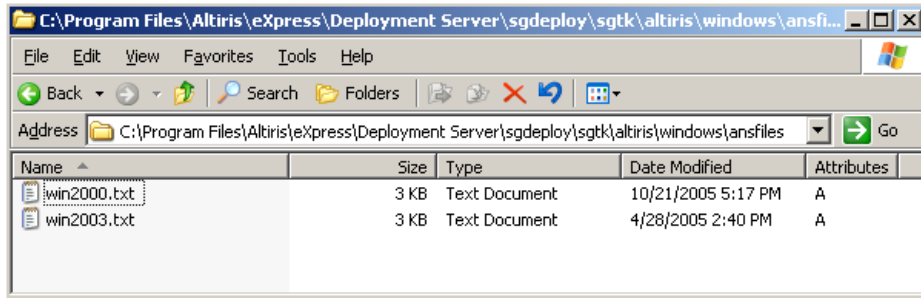 C:\Program Files\Altiris\eXpress\Deployment Server\sgdeploy\sgtk\altiris\windows\ansfi...
File Edit View Favorites Tools Help
Back Search Folders
Address C:\Program Files\Altiris\eXpress\Deployment Server\sgdeploy\sgtk\altiris\windows\ansfiles Go
Name Size Type Date Modified Attributes
win2000.txt 3 KB Text Document 10/21/2005 5:17 PM A
win2003.txt 3 KB Text Document 4/28/2005 2:40 PM A